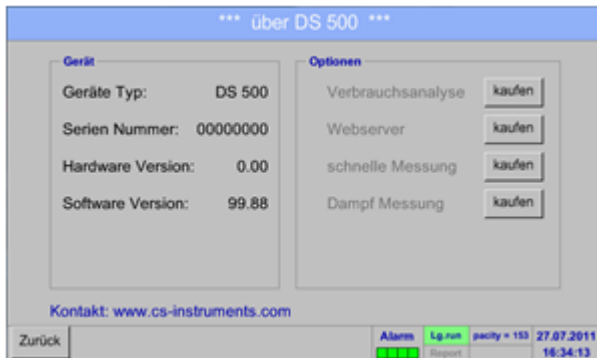 *** über DS 500 ***
Gerät
Geräte Typ: DS 500
Serien Nummer: 00000000
Hardware Version: 0.00
Software Version: 99.88
Optionen
Verbrauchsanalyse kaufen
Webserver kaufen
schnelle Messung kaufen
Dampf Messung kaufen
Kontakt: www.cs-instruments.com
Zurück
Alarm
Lg.run
Report
pacity = 153
27.07.2011
16:34:13